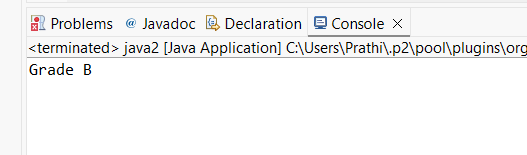 Problems @ Javadoc Declaration Console
<terminated> java2 [Java Application] C:\Users\Prathi\.p2\pool\plugins\org
Grade B